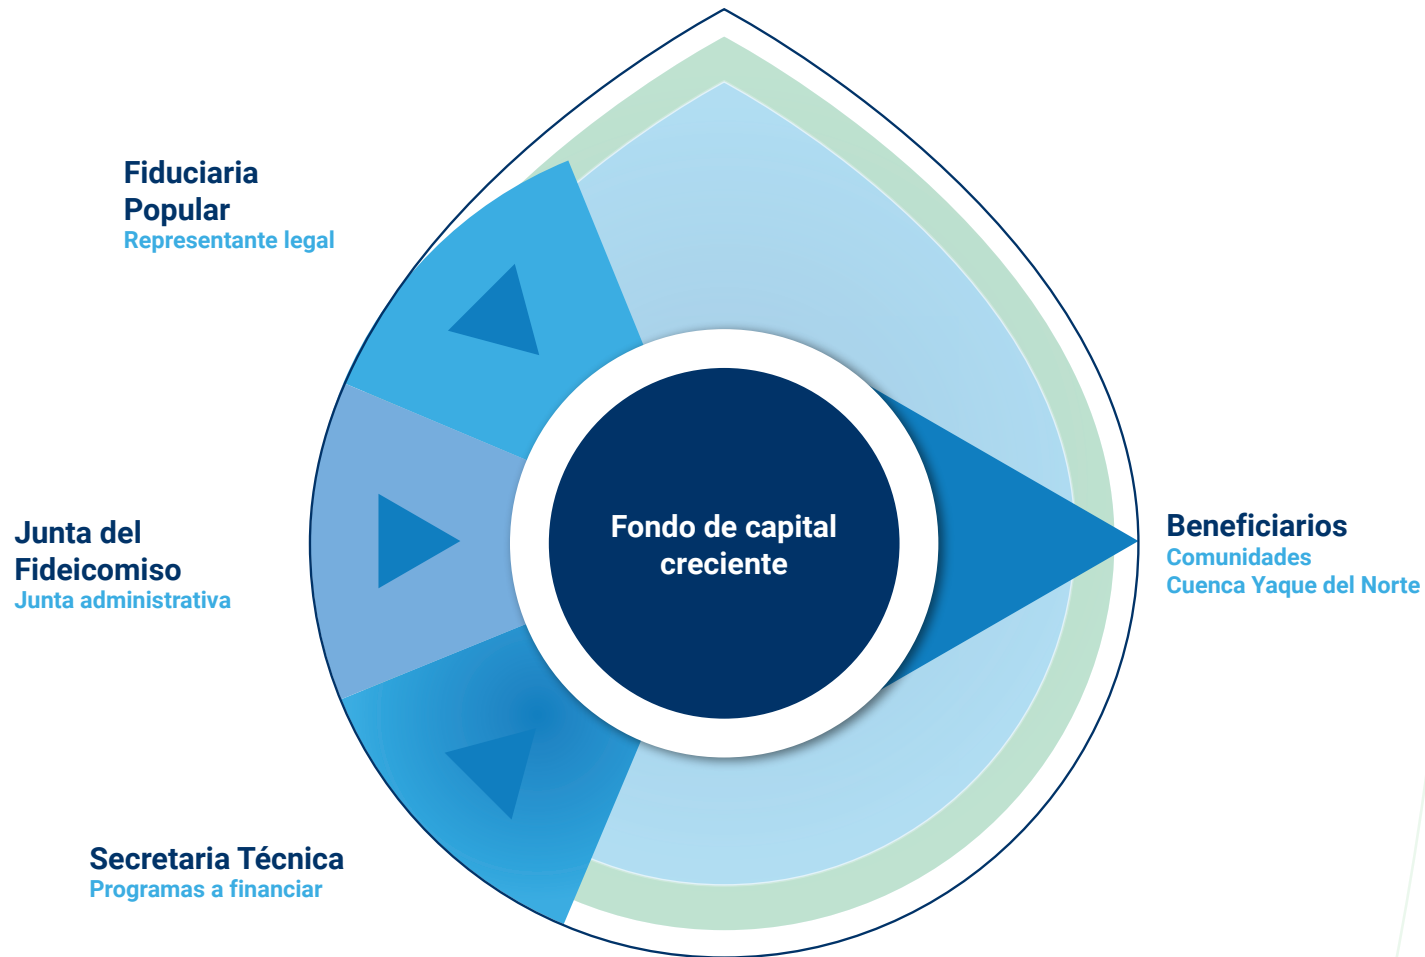 Fiduciaria
Popular
Representante legal
Junta del
Fideicomiso
Junta administrativa
Secretaria Técnica
Programas a financiar
Fondo de capital
creciente
Beneficiarios
Comunidades
Cuenca Yaque del Norte